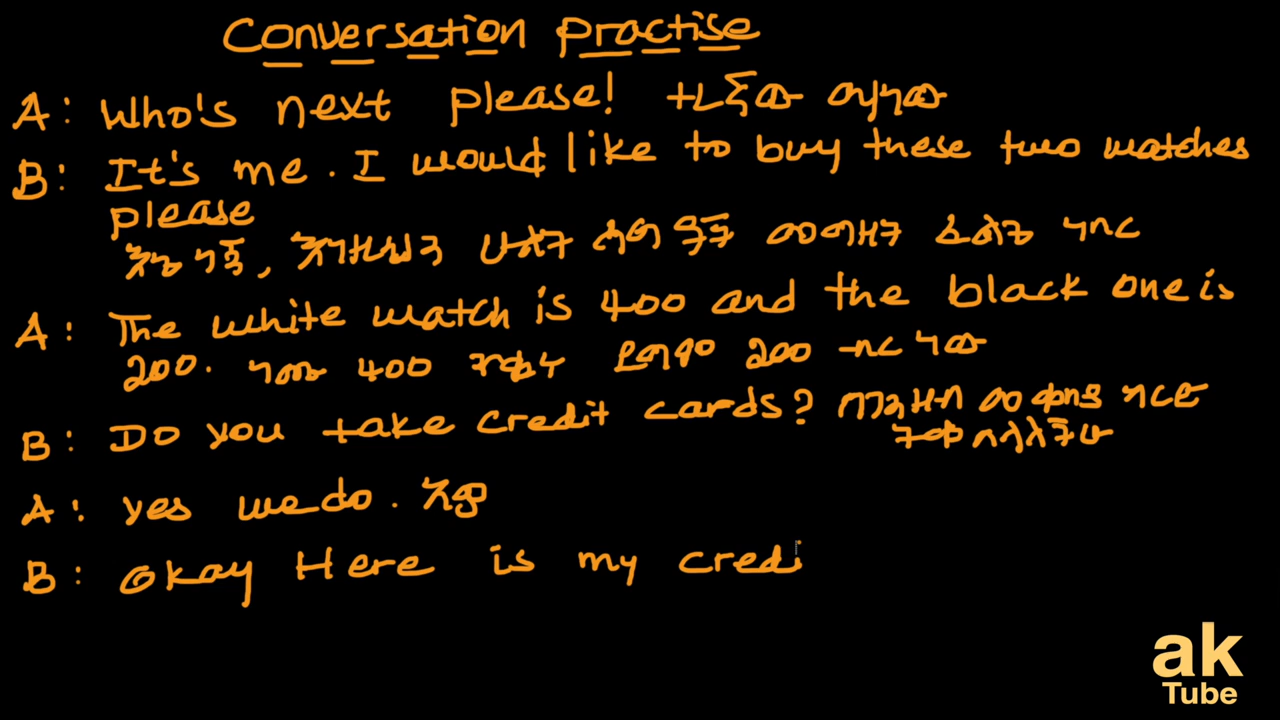 Conversation practise
A: Who's next please! ተረኛው ማነው
B: It's me. I would like to buy these two watches
please
እኔ ነኝ, እነዚህን ሁለት ሰዓቶች መግዛት ፈልጌ ነበር
A: The white watch is 400 and the black one is
200. ነጩ 400 ጥቁሩ ደግሞ 200 ብር ነው
B: Do you take credit cards? በባንክ
ትቀበላላችሁ
A: yes we do. አዎ
B: Okay Here is my credi
ak
Tube